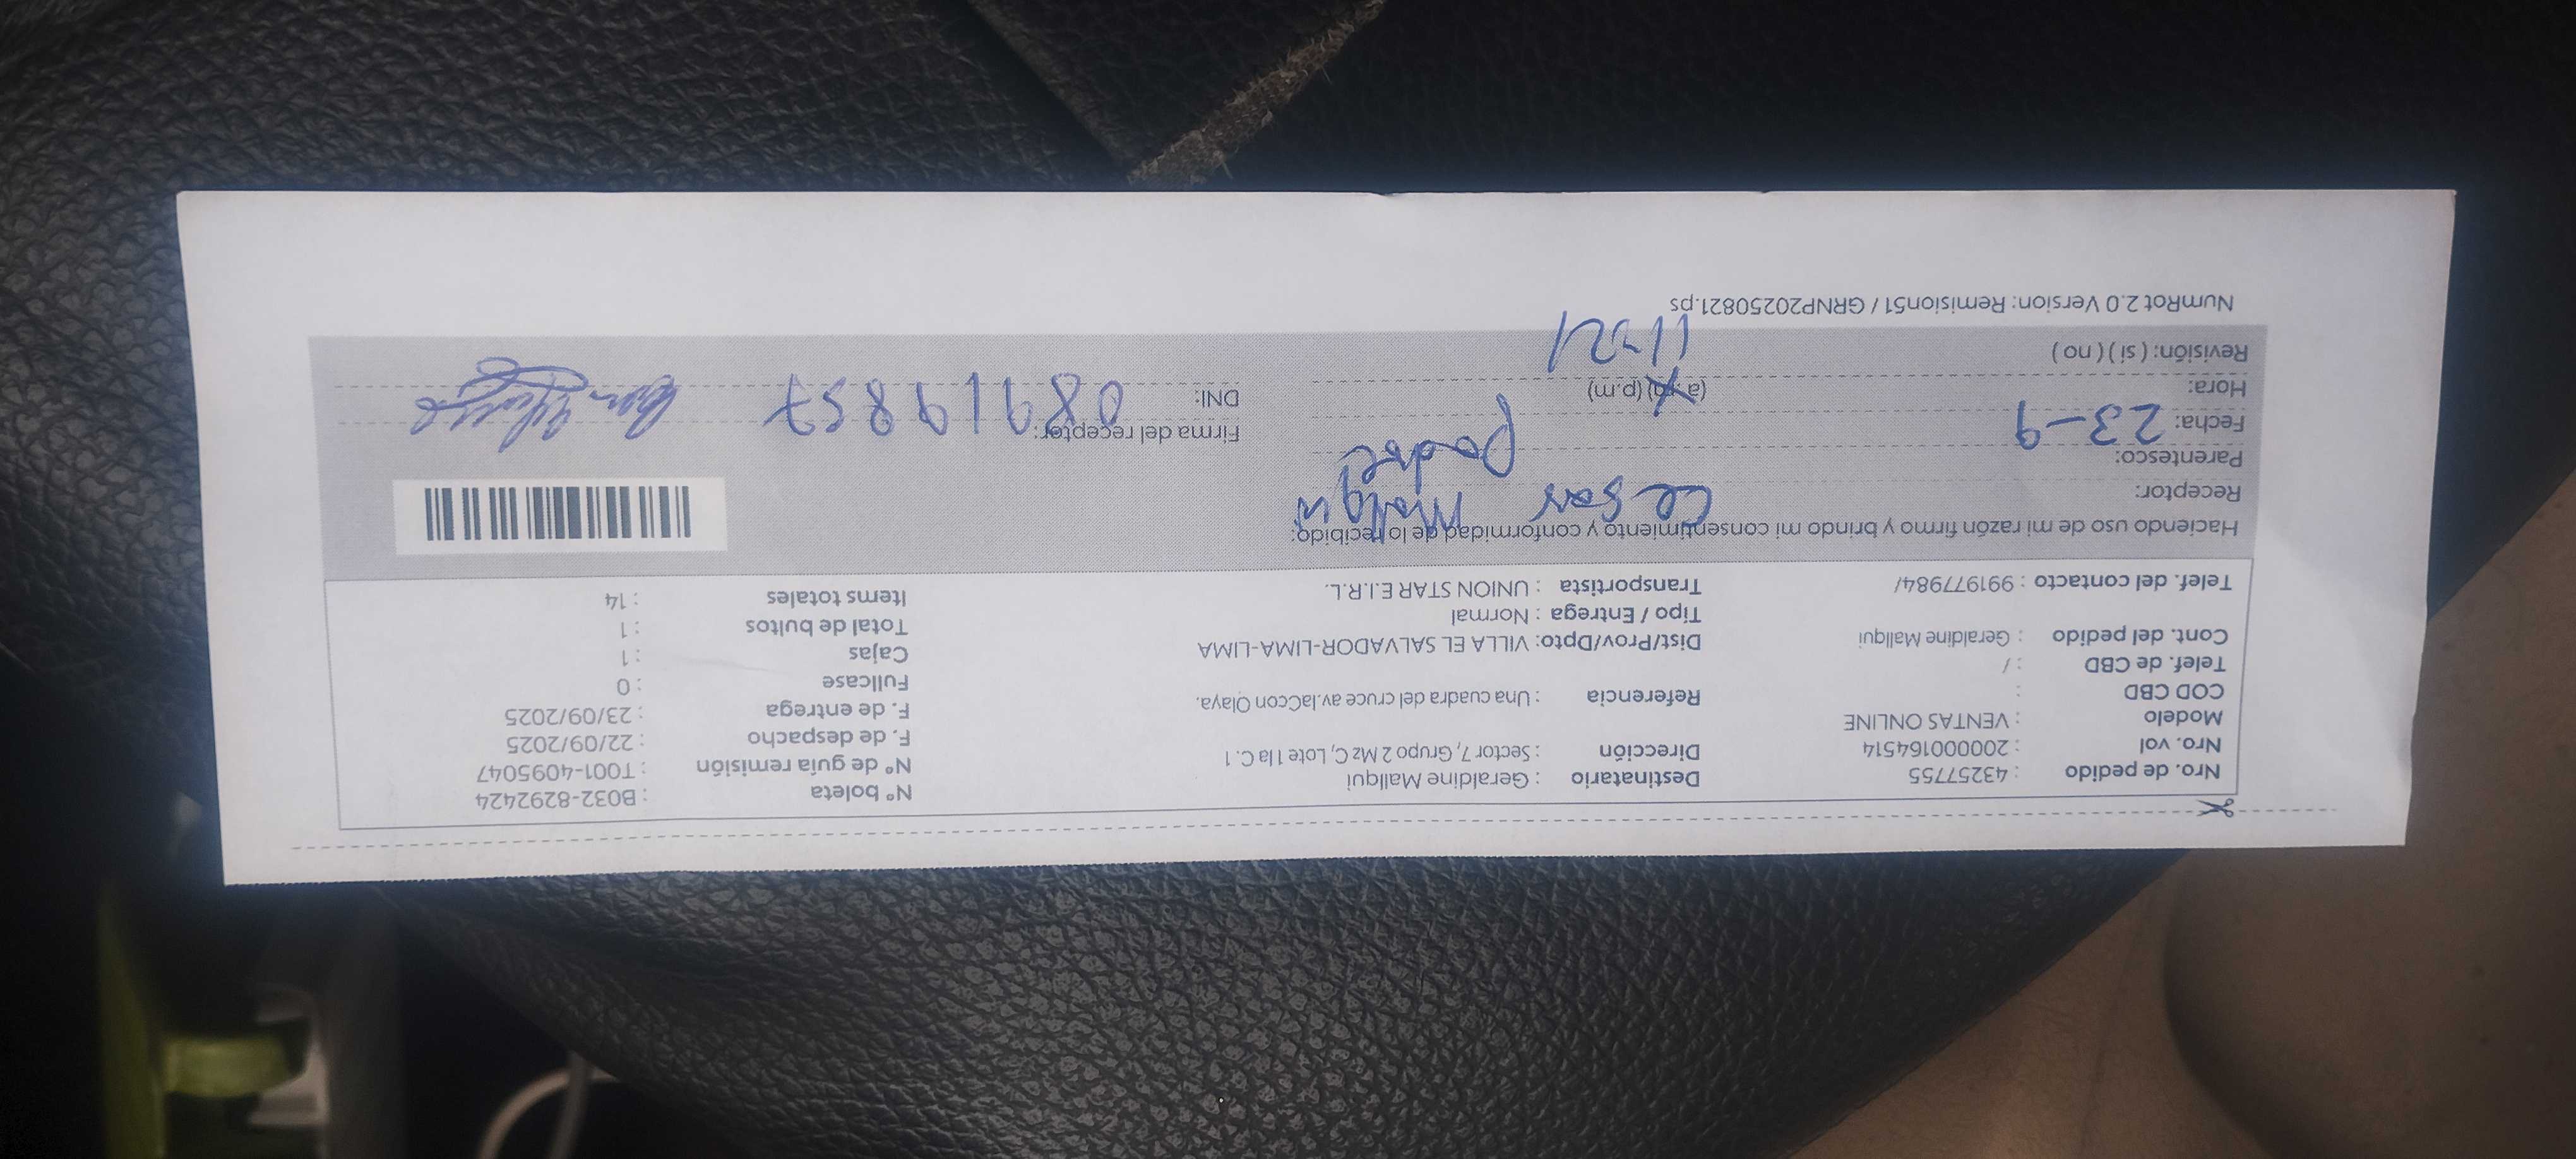 Nro. de pedido : 43257755
Nro. vol : 2000001645​14
Modelo : VENTAS ONLINE
COD CBD :
Telef. de CBD : /
Cont. del pedido : Geraldine Mallqui
Telef. del contacto : 991977984/
Destinatario : Geraldine Mallqui
Dirección : Sector 7, Grupo 2 Mz C, Lote 11a C. 1
Referencia : Una cuadra del cruce av.laCcon Olaya.
Dist/Prov/Dpto: VILLA EL SALVADOR-LIMA-LIMA
Tipo / Entrega : Normal
Transportista : UNION STAR E.I.R.L.
N° boleta : B032-8292424
N° de guía remisión : T001-4095047
F. de despacho : 22/09/2025
F. de entrega : 23/09/2025
Fullcase : 0
Cajas : 1
Total de bultos : 1
Items totales : 14
Haciendo uso de mi razón firmo y brindo mi consentimiento y conformidad de lo recibido:
Receptor: Cesar Mallqui
Parentesco: padre
Fecha: 23-9
Hora: 11:21 (a.m) (p.m)
Revisión: ( si ) ( no )
Firma del receptor:
DNI: 08919857
NumRot 2.0 Version: Remision51 / GRNP20250821.ps